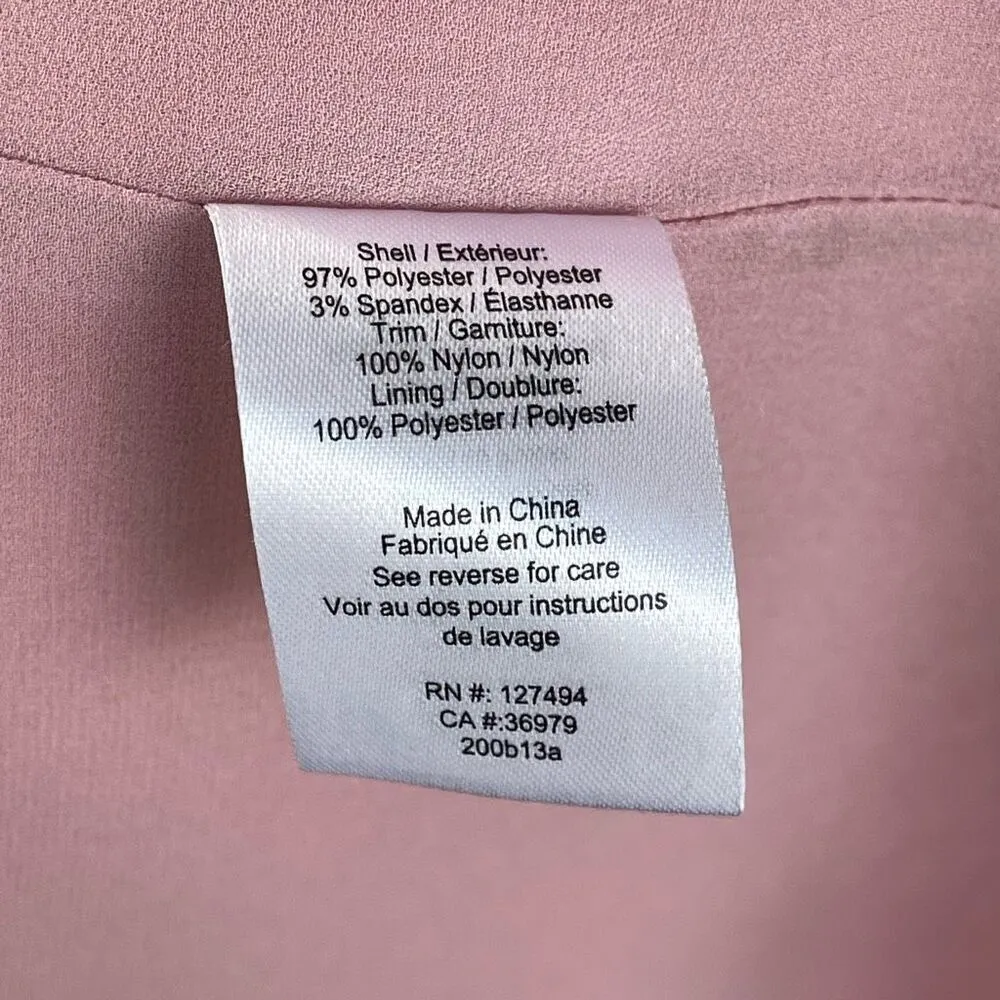 Shell / Extérieur:
97% Polyester / Polyester
3% Spandex / Élasthanne
Trim / Garniture:
100% Nylon / Nylon
Lining / Doublure:
100% Polyester / Polyester
Made in China
Fabriqué en Chine
See reverse for care
Voir au dos pour instructions
de lavage
RN #: 127494
CA #:36979
200b13a